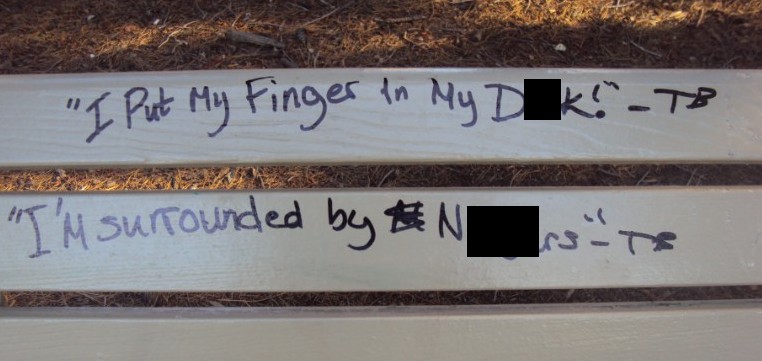 "I Put My Finger In My D k!" - TB
"I'm surrounded by N rs" - TB